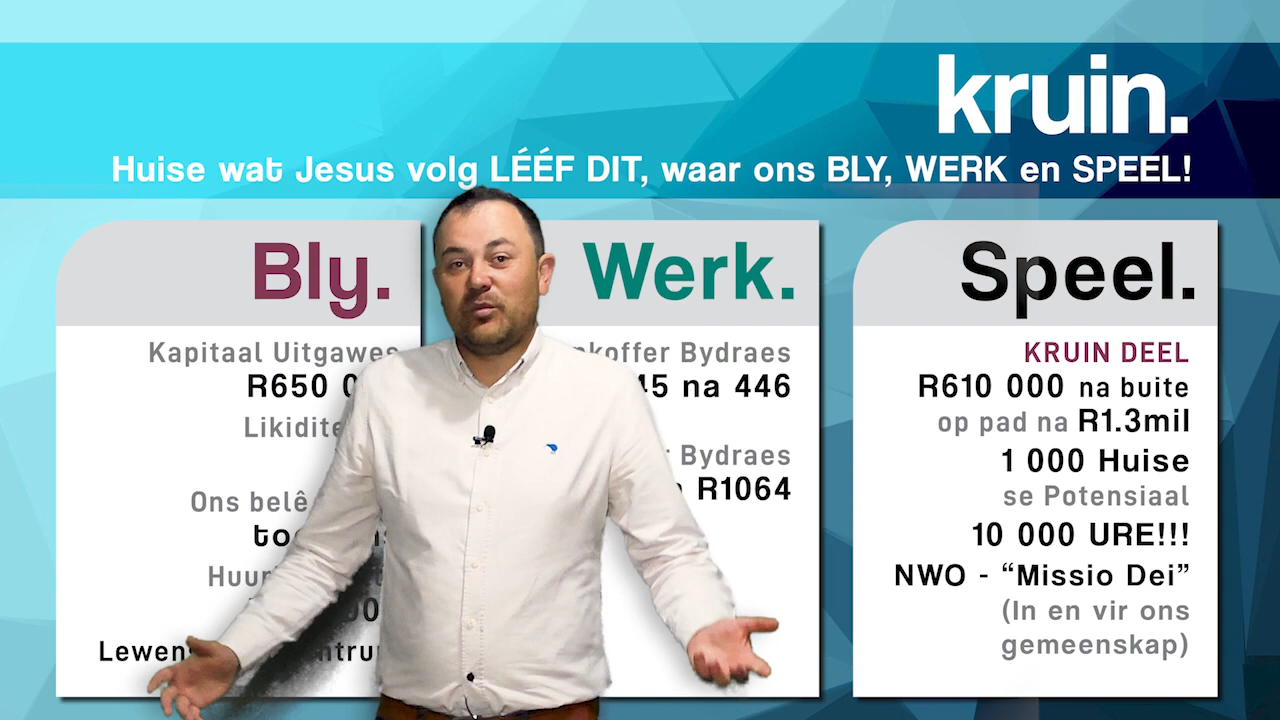 kruin.
Huise wat Jesus volg LÉÉF DIT, waar ons BLY, WERK en SPEEL!
Bly.
Kapitaal Uitgawes
R650
Ons belê
Werk.
Bydraes
na 446
Bydraes
R1064
Speel.
KRUIN DEEL
R610 000 na buite
op pad na R1.3mil
1 000 Huise
se Potensiaal
10 000 URE!!!
NWO - “Missio Dei”
(In en vir ons
gemeenskap)